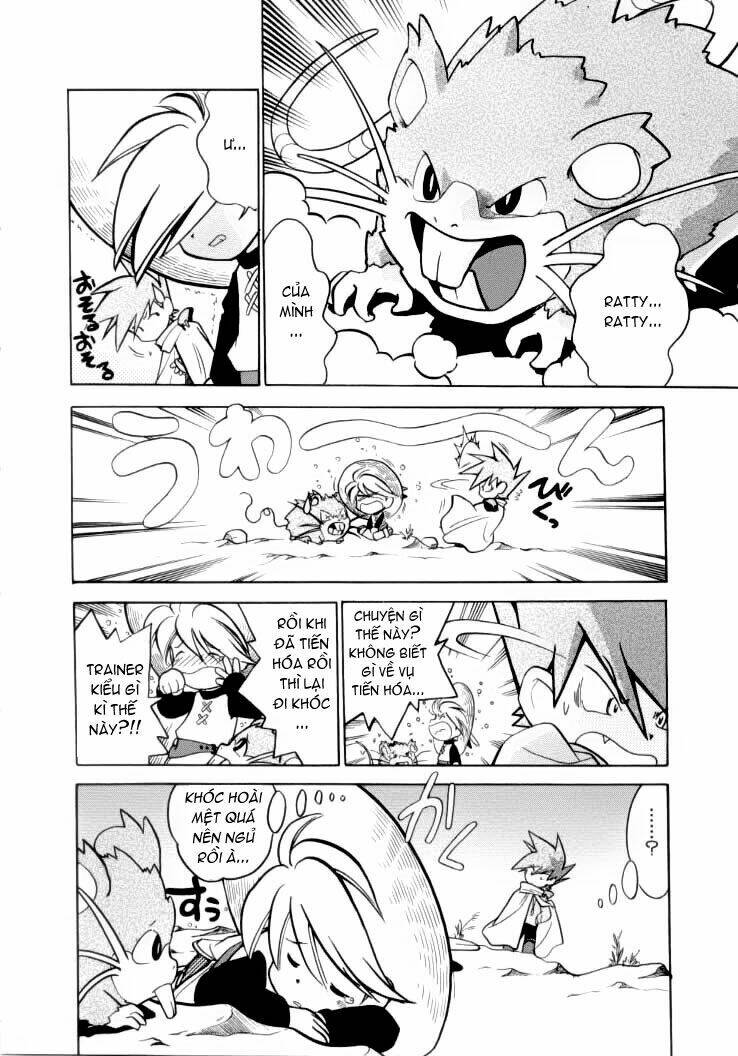 RATTY...
RATTY...
CỦA
MÌNH
...
Ư...
おそる
おそる
うわ〜〜ん
びくっ
CHUYỆN GÌ
THẾ NÀY?
KHÔNG BIẾT
GÌ VỀ VỤ
TIẾN HÓA...
RỒI KHI
ĐÃ TIẾN
HÓA RỒI
THÌ LẠI
ĐI KHÓC
...
TRAINER
KIỂU GÌ
KÌ THẾ
NÀY?!!
.......?
がく
KHÓC HOÀI
MỆT QUÁ
NÊN NGỦ
RỒI À...
すぅ